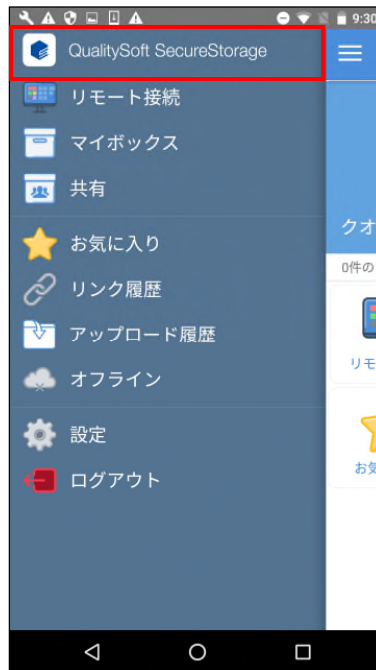 9:30
QualitySoft SecureStorage
リモート接続
マイボックス
共有
お気に入り
リンク履歴
アップロード履歴
オフライン
設定
ログアウト
クオ
0件の
リモ
お気